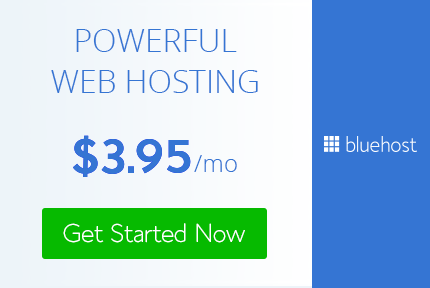 POWERFUL
WEB HOSTING
$3.95/mo
Get Started Now
bluehost